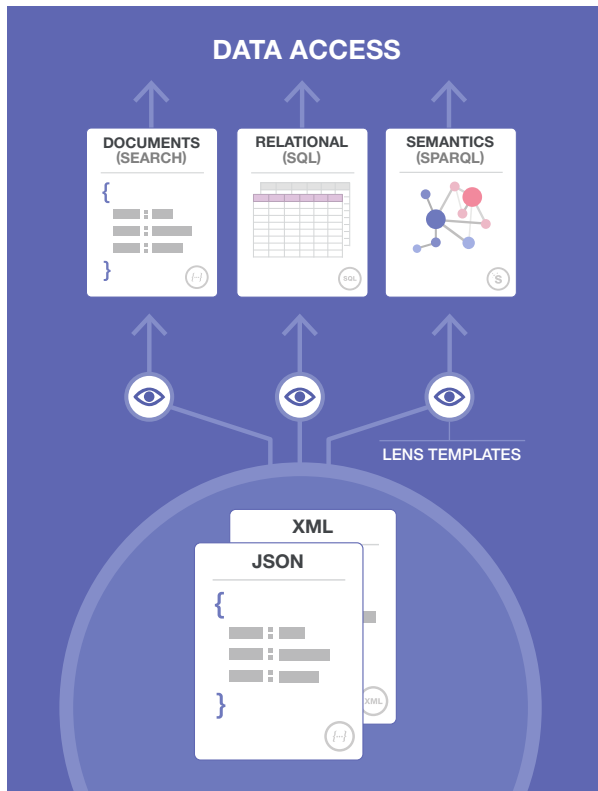 DATA ACCESS
DOCUMENTS
(SEARCH)
{
}
{...}
RELATIONAL
(SQL)
SQL
SEMANTICS
(SPARQL)
S
LENS TEMPLATES
XML
XML
JSON
{
}
{...}